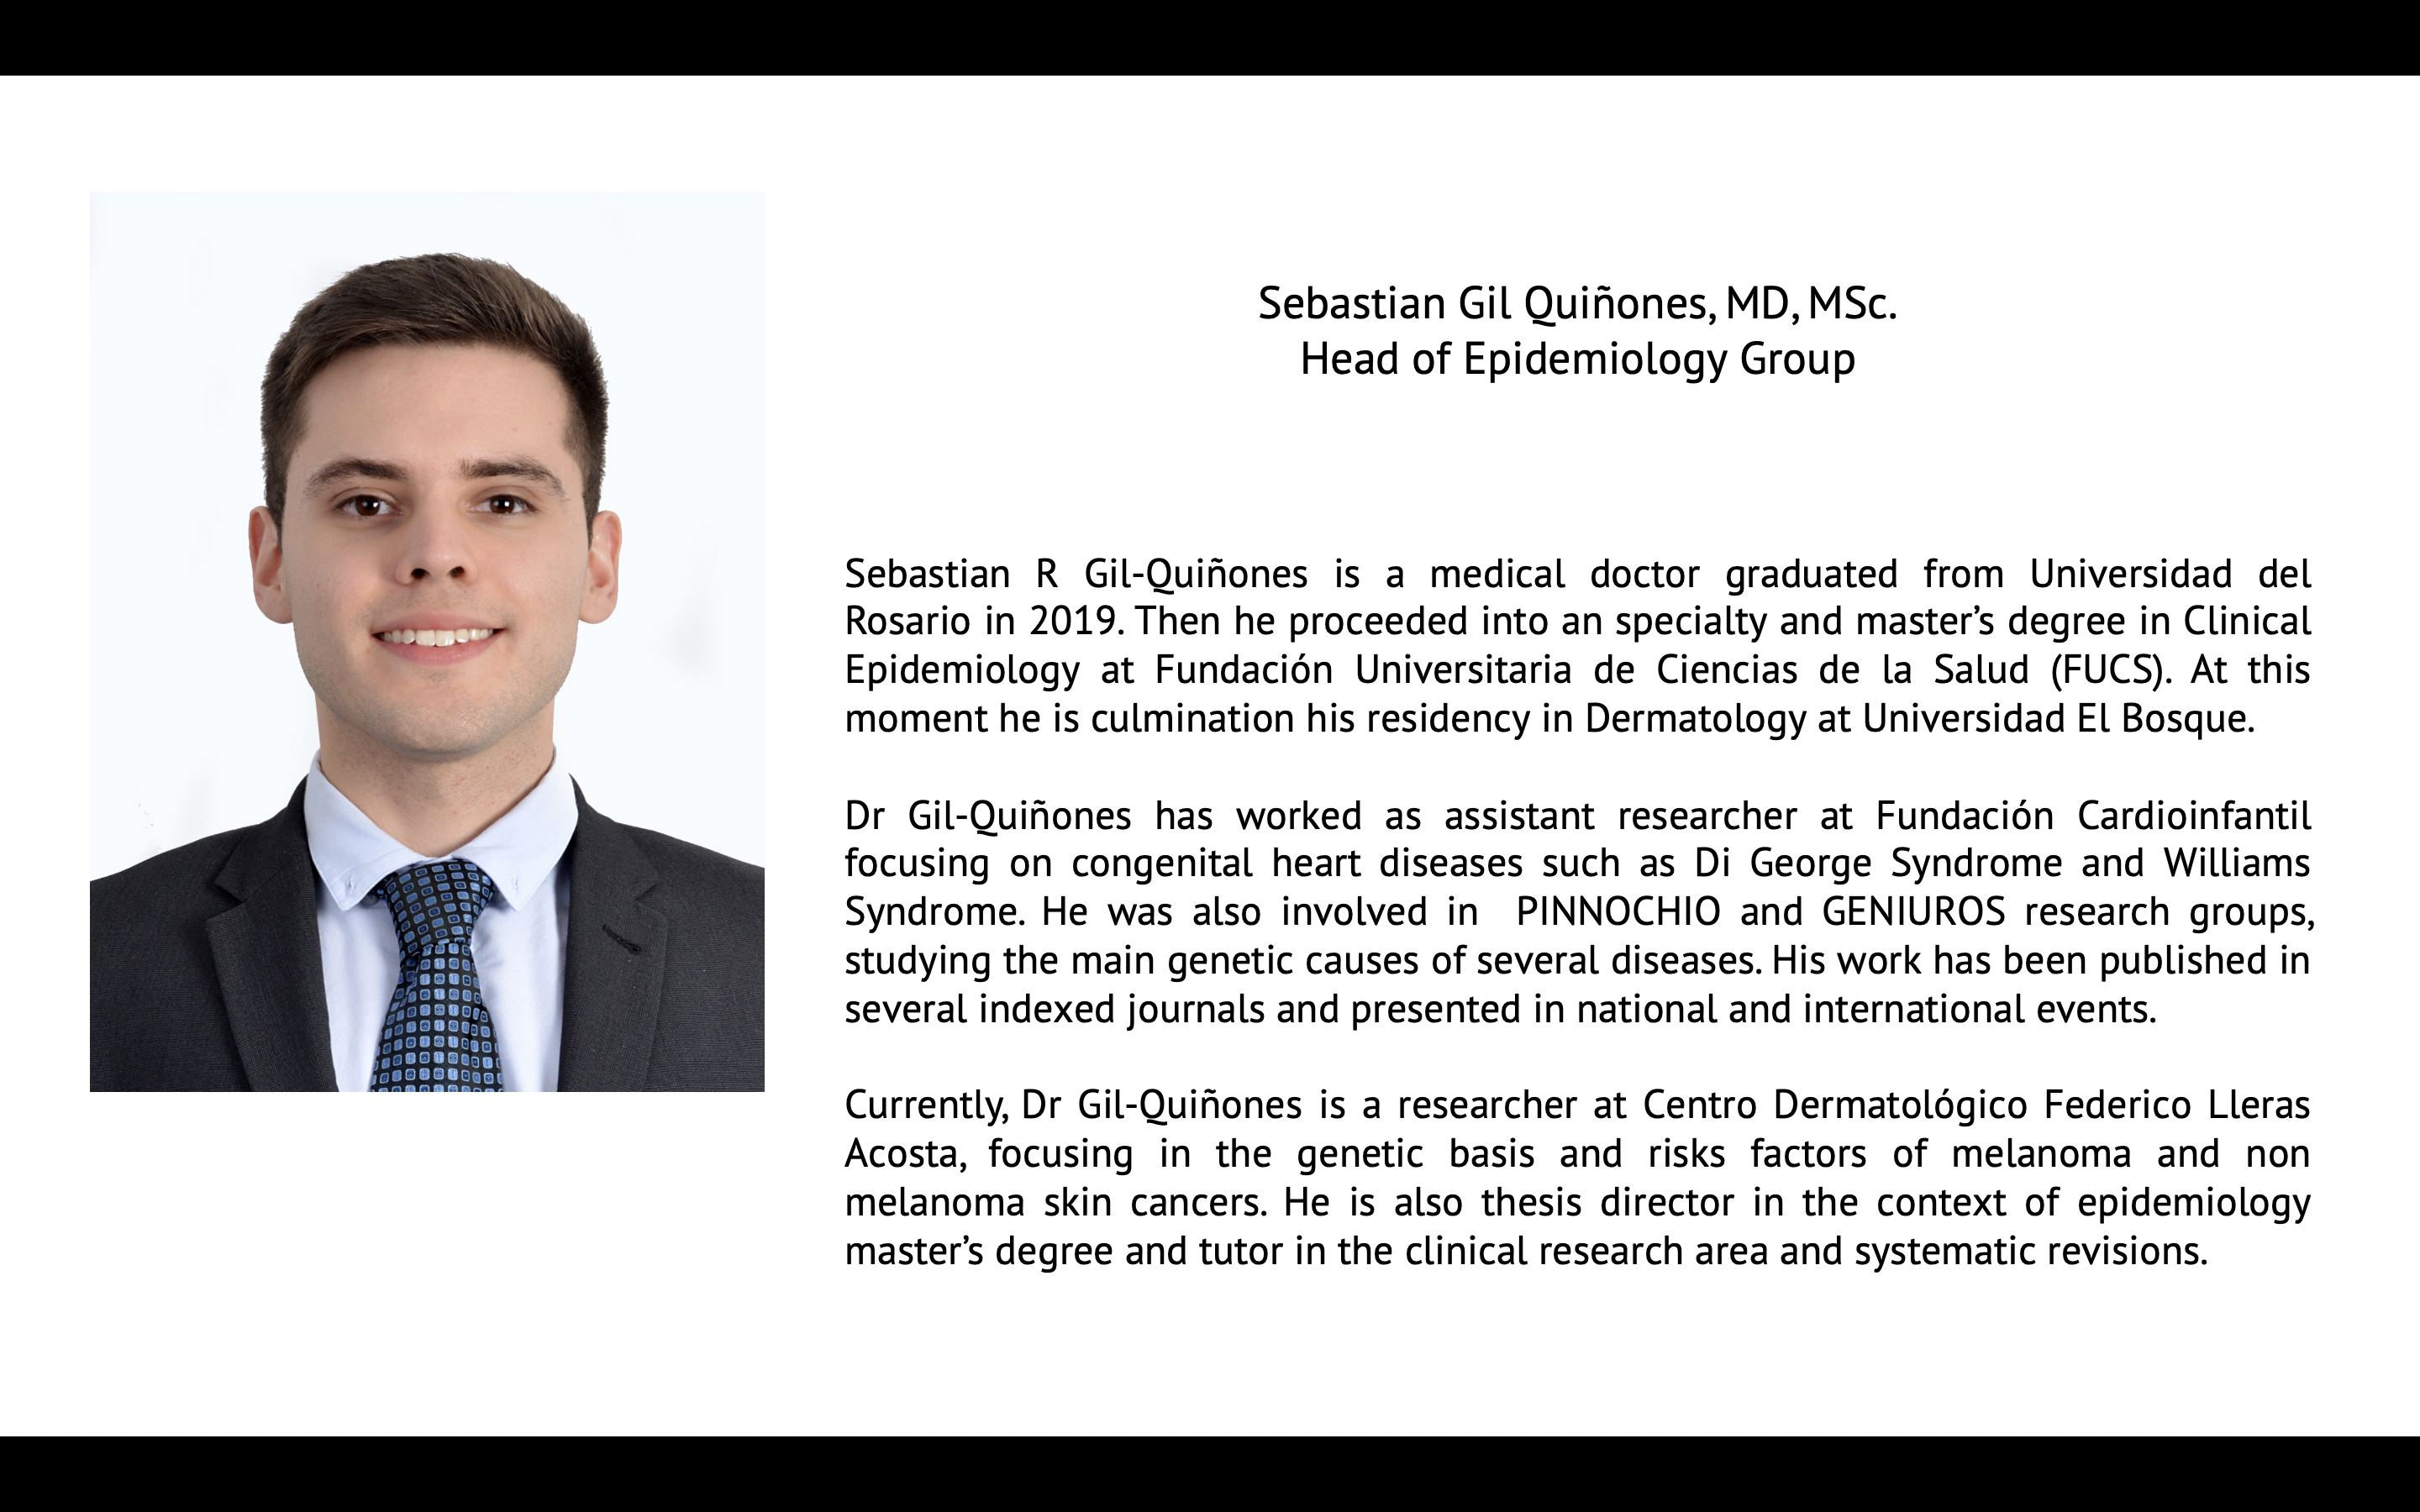 Sebastian Gil Quiñones, MD, MSc.
Head of Epidemiology Group
Sebastian R Gil-Quiñones is a medical doctor graduated from Universidad del
Rosario in 2019. Then he proceeded into an specialty and master’s degree in Clinical
Epidemiology at Fundación Universitaria de Ciencias de la Salud (FUCS). At this
moment he is culmination his residency in Dermatology at Universidad El Bosque.
Dr Gil-Quiñones has worked as assistant researcher at Fundación Cardioinfantil
focusing on congenital heart diseases such as Di George Syndrome and Williams
Syndrome. He was also involved in  PINNOCHIO and GENIUROS research groups,
studying the main genetic causes of several diseases. His work has been published in
several indexed journals and presented in national and international events.
Currently, Dr Gil-Quiñones is a researcher at Centro Dermatológico Federico Lleras
Acosta, focusing in the genetic basis and risks factors of melanoma and non
melanoma skin cancers. He is also thesis director in the context of epidemiology
master’s degree and tutor in the clinical research area and systematic revisions.